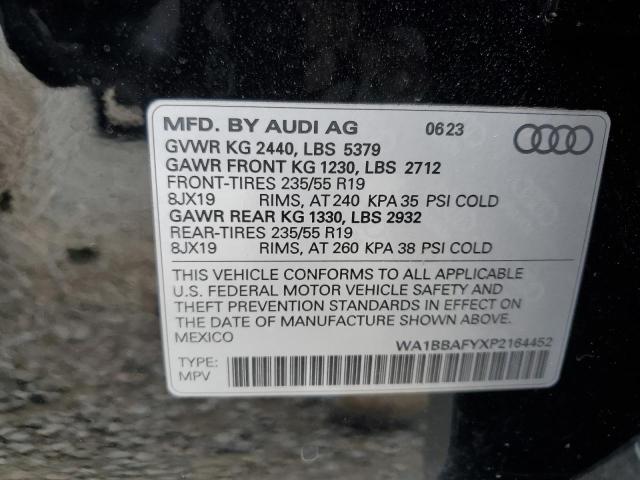 MFD. BY AUDI AG 0623
GVWR KG 2440, LBS 5379
GAWR FRONT KG 1230, LBS 2712
FRONT-TIRES 235/55 R19
8JX19 RIMS, AT 240 KPA 35 PSI COLD
GAWR REAR KG 1330, LBS 2932
REAR-TIRES 235/55 R19
8JX19 RIMS, AT 260 KPA 38 PSI COLD
THIS VEHICLE CONFORMS TO ALL APPLICABLE
U.S. FEDERAL MOTOR VEHICLE SAFETY AND
THEFT PREVENTION STANDARDS IN EFFECT ON
THE DATE OF MANUFACTURE SHOWN ABOVE.
MEXICO
WA1BBAFYXP2164452
TYPE:
MPV